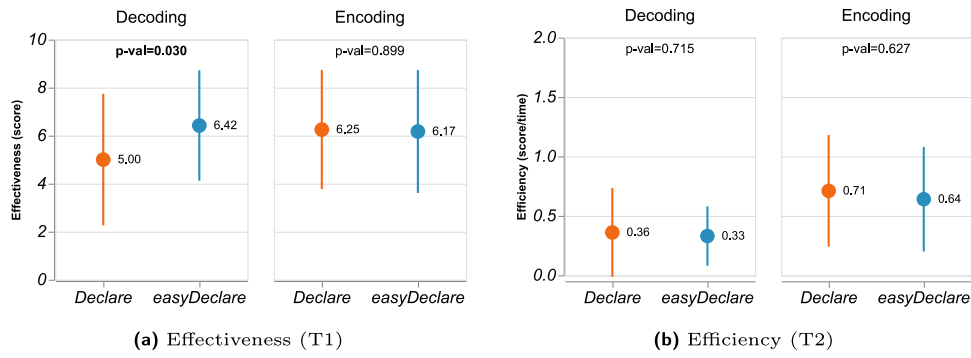 Decoding
Encoding
Effectiveness (score)
10
8
6
4
2
0
p-val=0.030
5.00
6.42
p-val=0.899
6.25
6.17
Declare
easyDeclare
Declare
easyDeclare
(a) Effectiveness (T1)
Decoding
Encoding
Efficiency (score/time)
2.0
1.5
1.0
0.5
0.0
p-val=0.715
0.36
0.33
p-val=0.627
0.71
0.64
Declare
easyDeclare
Declare
easyDeclare
(b) Efficiency (T2)